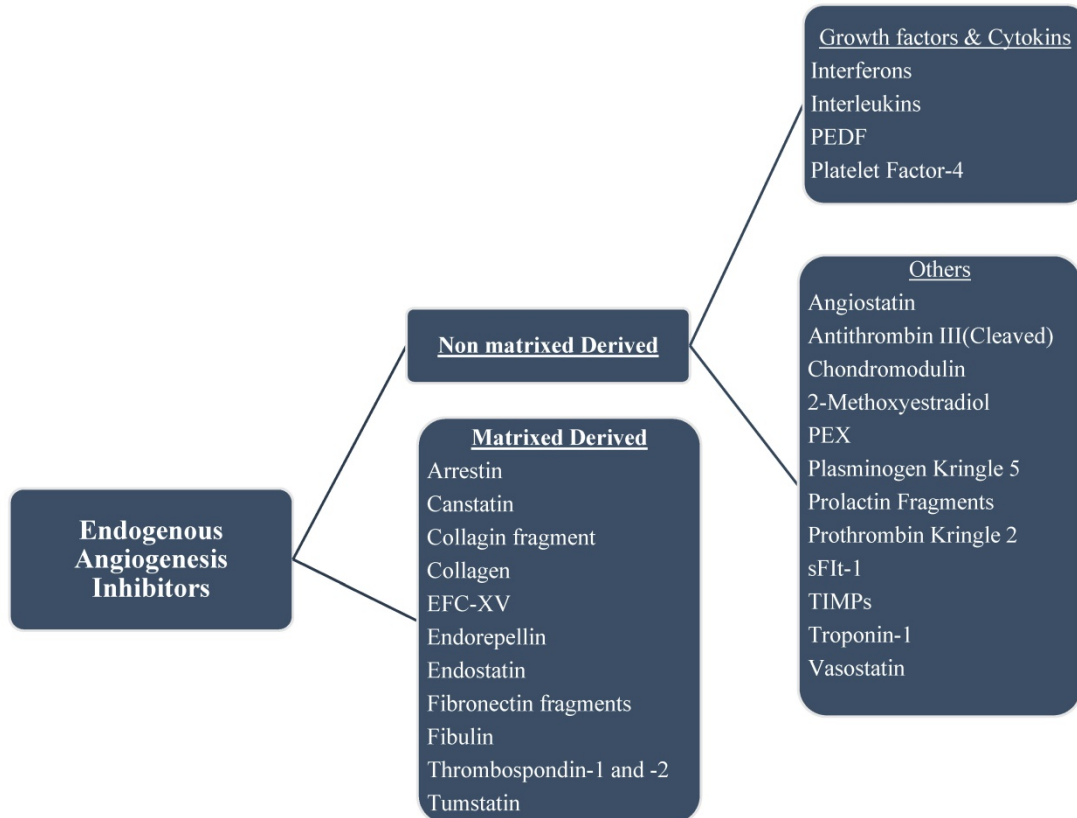 Growth factors & Cytokins
Interferons
Interleukins
PEDF
Platelet Factor-4
Others
Angiostatin
Antithrombin III(Cleaved)
Chondromodulin
2-Methoxyestradiol
PEX
Plasminogen Kringle 5
Prolactin Fragments
Prothrombin Kringle 2
sFIt-1
TIMPs
Troponin-1
Vasostatin
Non matrixed Derived
Matrixed Derived
Arrestin
Canstatin
Collagin fragment
Collagen
EFC-XV
Endorepellin
Endostatin
Fibronectin fragments
Fibulin
Thrombospondin-1 and -2
Tumstatin
Endogenous
Angiogenesis
Inhibitors